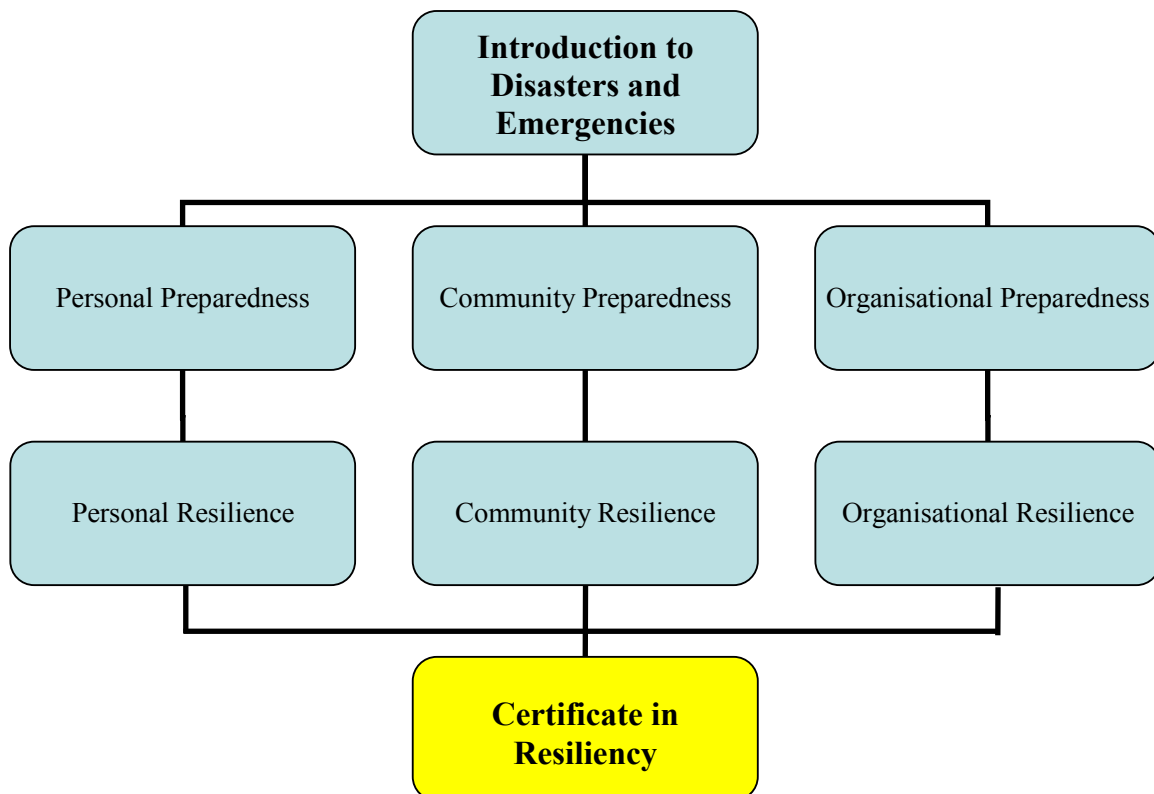 Introduction to
Disasters and
Emergencies
Personal Preparedness
Community Preparedness
Organisational Preparedness
Personal Resilience
Community Resilience
Organisational Resilience
Certificate in
Resiliency